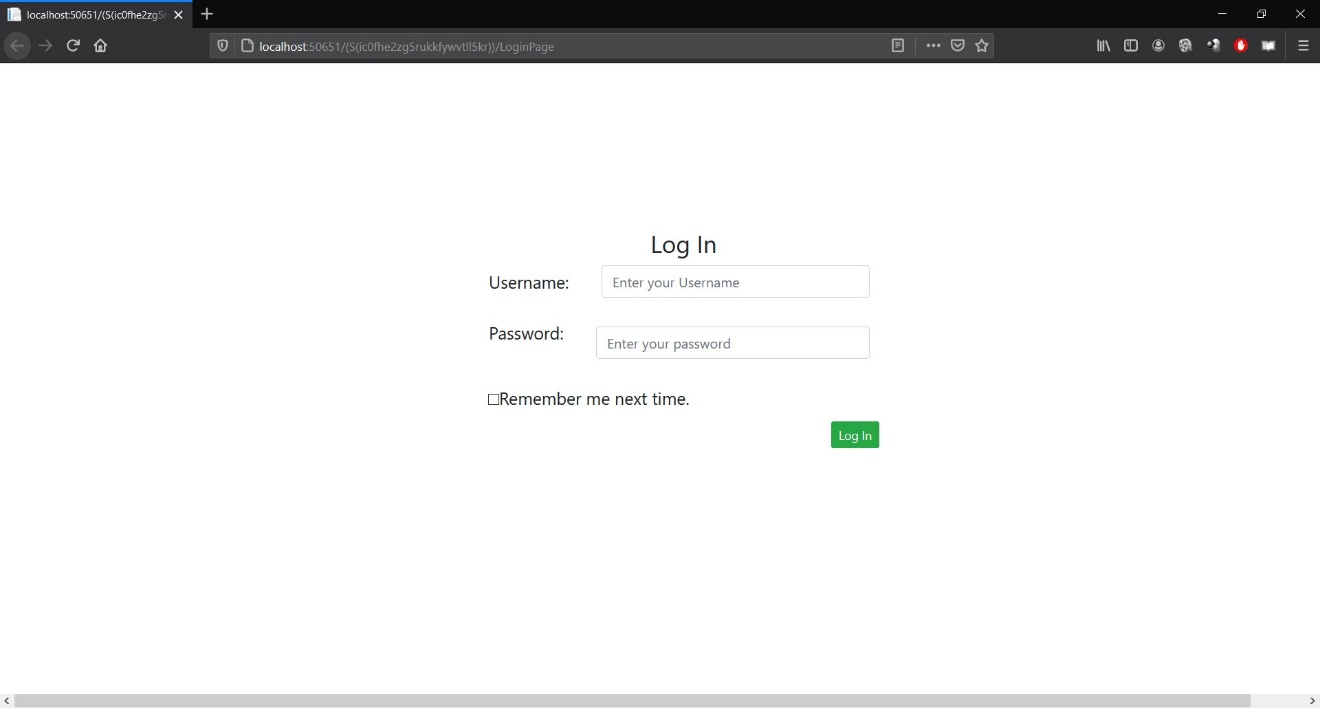 localhost:50651/(S(ic0fhe2zg5r
localhost:50651/(S(ic0fhe2zg5rukkfywvtll5kr))/LoginPage
Log In
Username: Enter your Username
Password: Enter your password
Remember me next time.
Log In